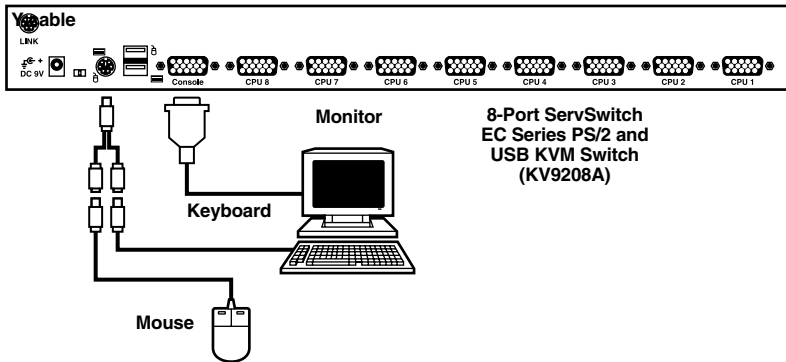 Y-cable
LINK
DC 9V
Console
CPU 8
CPU 7
CPU 6
CPU 5
CPU 4
CPU 3
CPU 2
CPU 1
Monitor
8-Port ServSwitch
EC Series PS/2 and
USB KVM Switch
(KV9208A)
Keyboard
Mouse